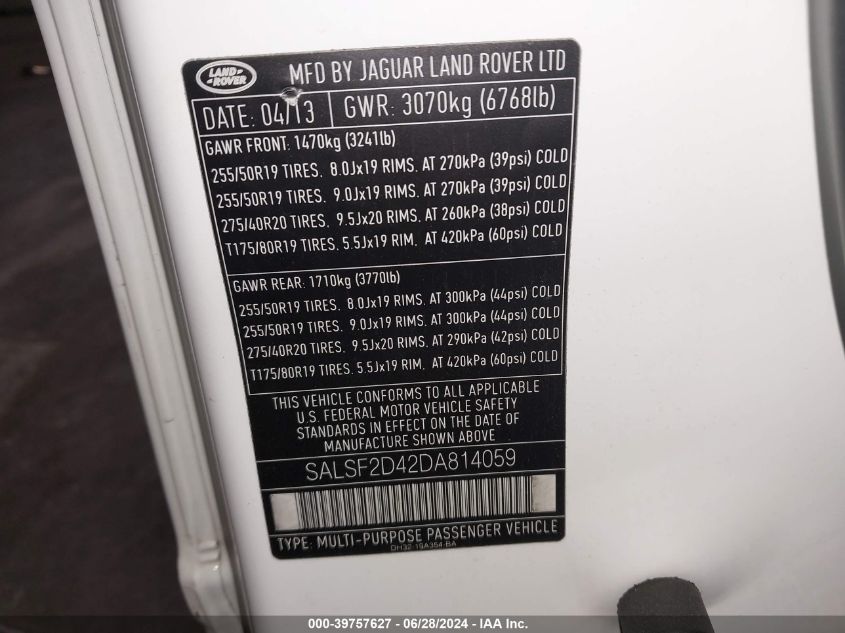 LAND ROVER
MFD BY JAGUAR LAND ROVER LTD
DATE: 04/13 GWR: 3070kg (6768lb)
GAWR FRONT: 1470kg (3241lb)
255/50R19 TIRES. 8.0Jx19 RIMS. AT 270kPa (39psi) COLD
255/50R19 TIRES. 9.0Jx19 RIMS. AT 270kPa (39psi) COLD
275/40R20 TIRES. 9.5Jx20 RIMS. AT 260kPa (38psi) COLD
T175/80R19 TIRES. 5.5Jx19 RIM. AT 420kPa (60psi) COLD
GAWR REAR: 1710kg (3770lb)
255/50R19 TIRES. 8.0Jx19 RIMS. AT 300kPa (44psi) COLD
255/50R19 TIRES. 9.0Jx19 RIMS. AT 300kPa (44psi) COLD
275/40R20 TIRES. 9.5Jx20 RIMS. AT 290kPa (42psi) COLD
T175/80R19 TIRES. 5.5Jx19 RIM. AT 420kPa (60psi) COLD
THIS VEHICLE CONFORMS TO ALL APPLICABLE
U.S. FEDERAL MOTOR VEHICLE SAFETY
STANDARDS IN EFFECT ON THE DATE OF
MANUFACTURE SHOWN ABOVE
SALSF2D42DA814059
TYPE: MULTI-PURPOSE PASSENGER VEHICLE
DH32 19A354-BA
000-39757627 - 06/28/2024 - IAA Inc.